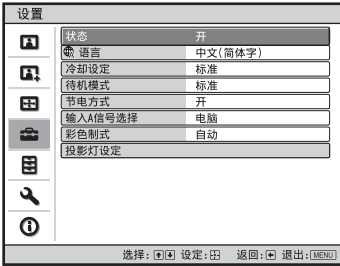 设置
状态 开
语言 中文(简体字)
冷却设定 标准
待机模式 标准
节电方式 开
输入A信号选择 电脑
彩色制式 自动
投影灯设定
选择: 设定: 返回: 退出: MENU